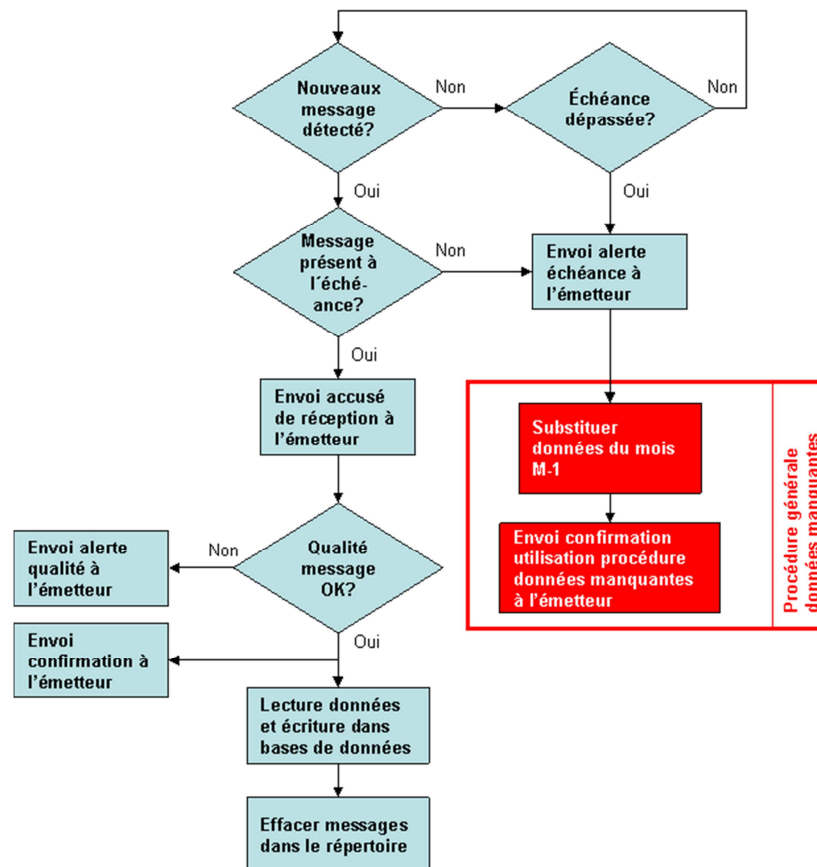 Nouveaux
message
détecté?
Non
Échéance
dépassée?
Non
Oui
Oui
Message
présent à
l´éché-
ance?
Non
Envoi alerte
échéance à
l’émetteur
Oui
Envoi accusé
de réception à
l’émetteur
Substituer
données du mois
M-1
Procédure générale
données manquantes
Envoi confirmation
utilisation procédure
données manquantes
à l’émetteur
Qualité
message
OK?
Non
Envoi alerte
qualité à
l’émetteur
Oui
Envoi
confirmation à
l’émetteur
Lecture données
et écriture dans
bases de données
Effacer messages
dans le répertoire